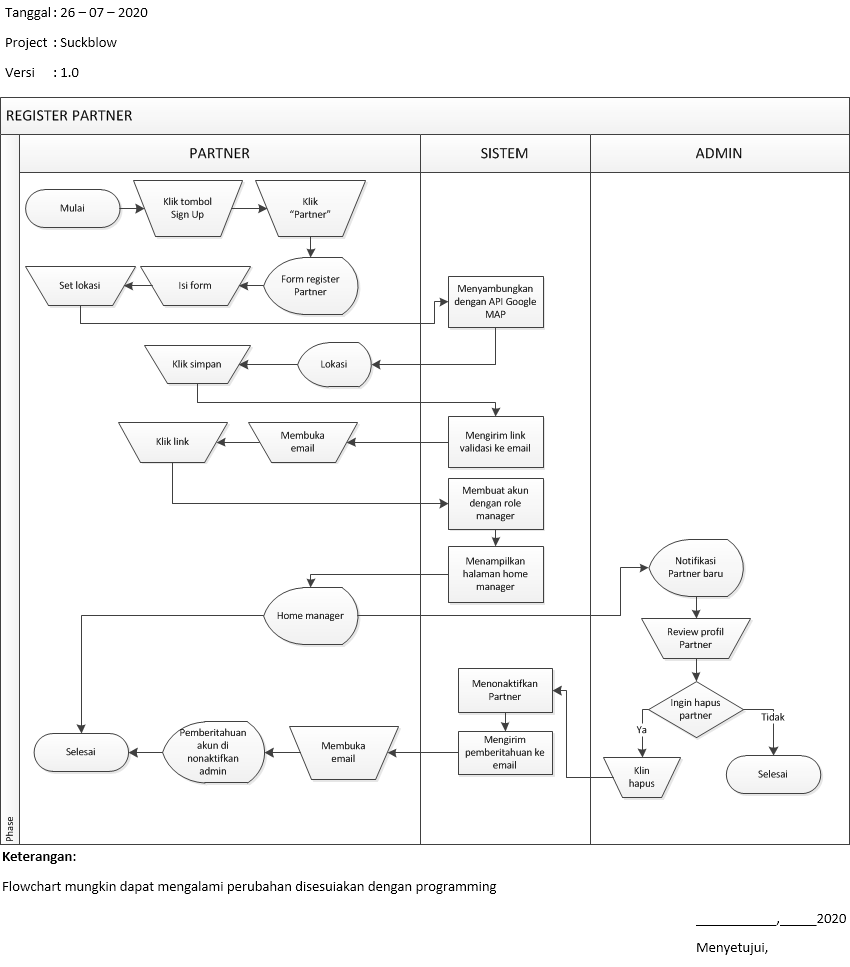 Tanggal : 26 – 07 – 2020
Project : Suckblow
Versi : 1.0
REGISTER PARTNER
PARTNER
SISTEM
ADMIN
Mulai
Klik tombol
Sign Up
Klik
“Partner”
Form register
Partner
Isi form
Set lokasi
Menyambungkan
dengan API Google
MAP
Lokasi
Klik simpan
Mengirim link
validasi ke email
Membuka
email
Klik link
Membuat akun
dengan role
manager
Menampilkan
halaman home
manager
Home manager
Notifikasi
Partner baru
Review profil
Partner
Ingin hapus
partner
Ya
Tidak
Klin
hapus
Selesai
Menonaktifkan
Partner
Mengirim
pemberitahuan ke
email
Membuka
email
Pemberitahuan
akun di
nonaktifkan
admin
Selesai
Phase
Keterangan:
Flowchart mungkin dapat mengalami perubahan disesuiakan dengan programming
___________,_____2020
Menyetujui,